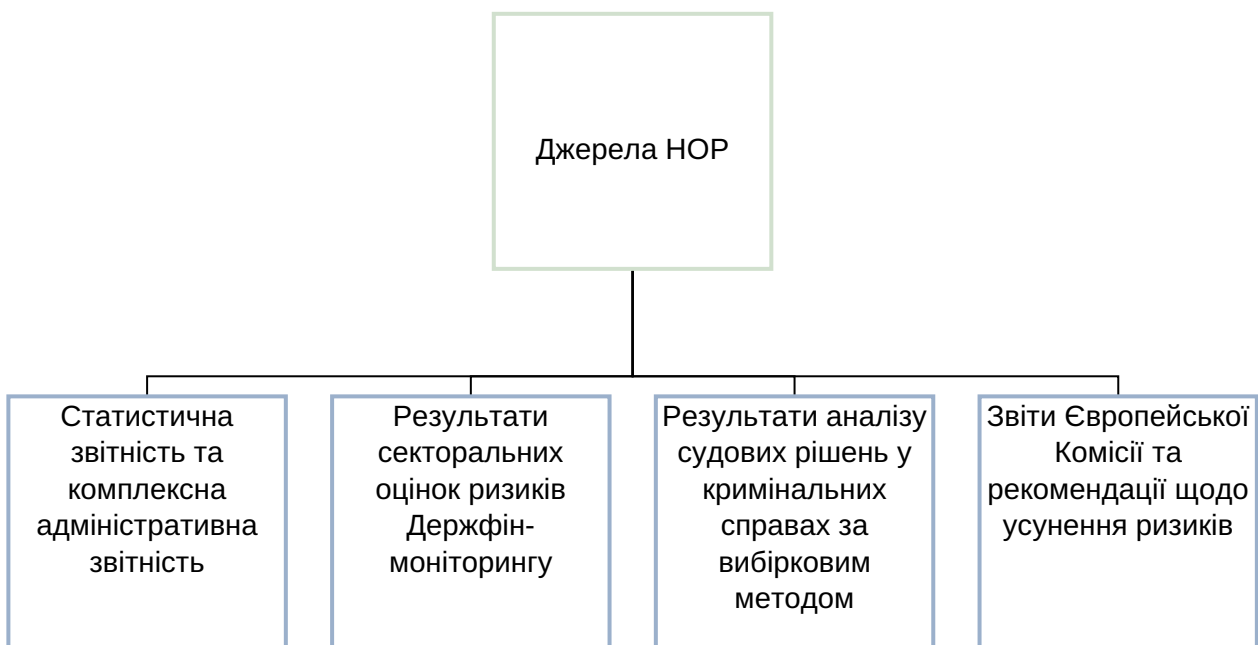 Джерела НОР
Статистична
звітність та
комплексна
адміністративна
звітність
Результати
секторальних
оцінок ризиків
Держфін-
моніторингу
Результати аналізу
судових рішень у
кримінальних
справах за
вибірковим
методом
Звіти Європейської
Комісії та
рекомендації щодо
усунення ризиків